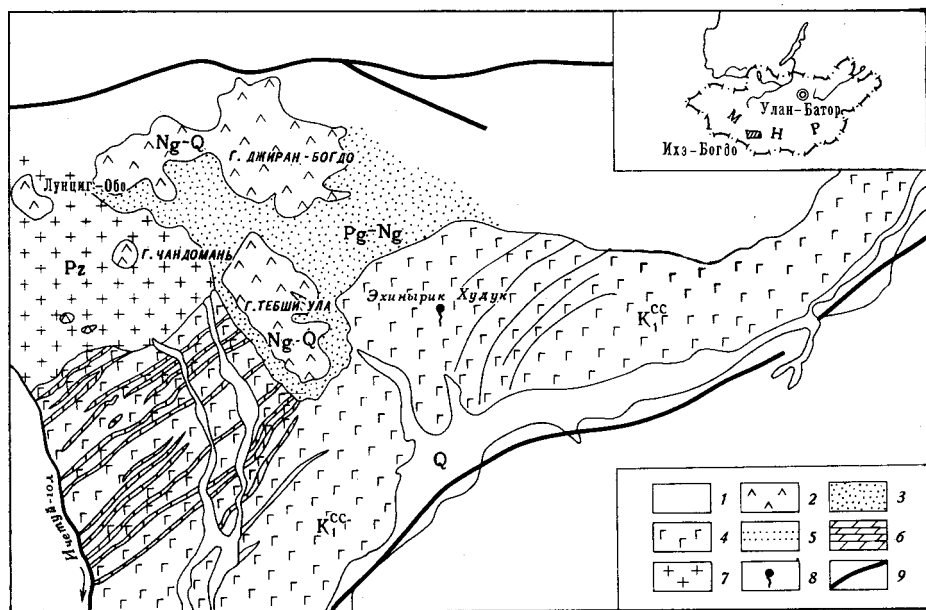 Улан-Батор
М Н Р
Ихэ-Богдо
Ng-Q
Г. ДЖИРАН-БОГДО
Лунциг-Обо
Pg-Ng
Pz
Г. ЧАНДОМАНЬ
Г. ТЕБШИ УЛА
Эхинырик Худук
Ng-Q
K₁ᶜᶜ
Q
K₁ᶜᶜ
Ичетуй-гол
1 2 3
4 5 6
7 8 9